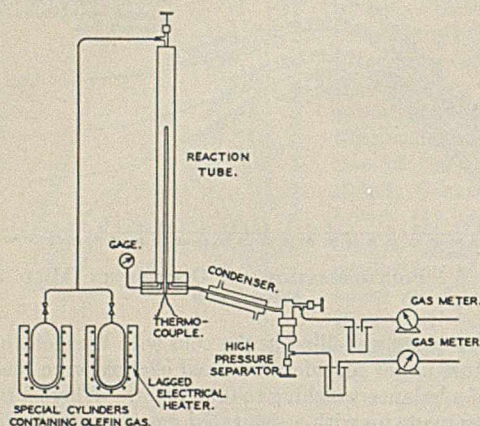 REACTION
TUBE.
GAGE.
CONDENSER.
GAS METER.
THERMO-
COUPLE.
GAS METER
HIGH
PRESSURE
SEPARATOR
LAGGED
ELECTRICAL
HEATER.
SPECIAL CYLINDERS
CONTAINING OLEFIN GAS.